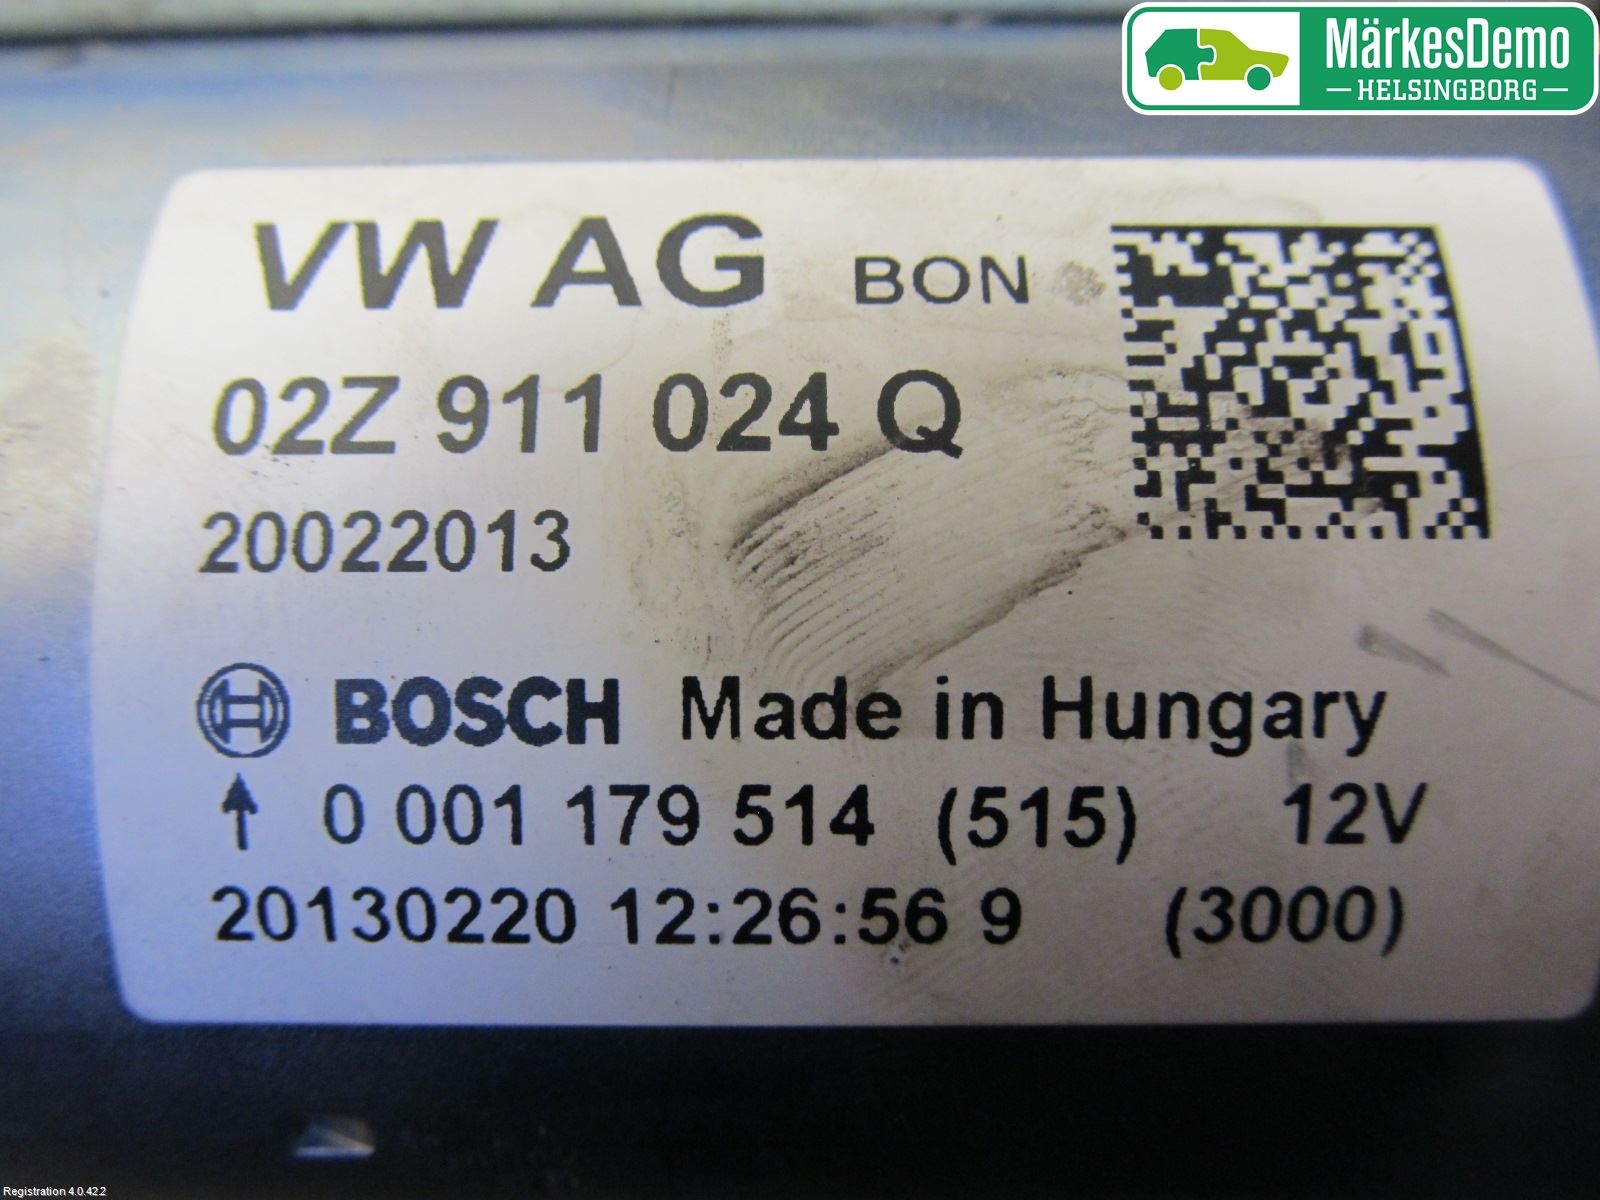 MärkesDemo
HELSINGBORG
VW AG BON
02Z 911 024 Q
20022013
BOSCH Made in Hungary
0 001 179 514 (515) 12V
20130220 12:26:56 9 (3000)
Registration 4.0.42.2